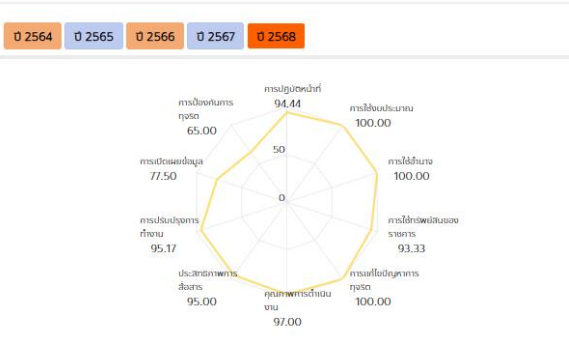 ปี 2564
ปี 2565
ปี 2566
ปี 2567
ปี 2568
การปฏิบัติหน้าที่
94.44
การใช้งบประมาณ
100.00
การใช้อำนาจ
100.00
การใช้ทรัพย์สินของ
ราชการ
93.33
การแก้ไขปัญหาการ
ทุจริต
100.00
คุณภาพการดำเนิน
งาน
97.00
ประสิทธิภาพการ
สื่อสาร
95.00
การปรับปรุงการ
ทำงาน
95.17
การเปิดเผยข้อมูล
77.50
การป้องกันการ
ทุจริต
65.00
50
0